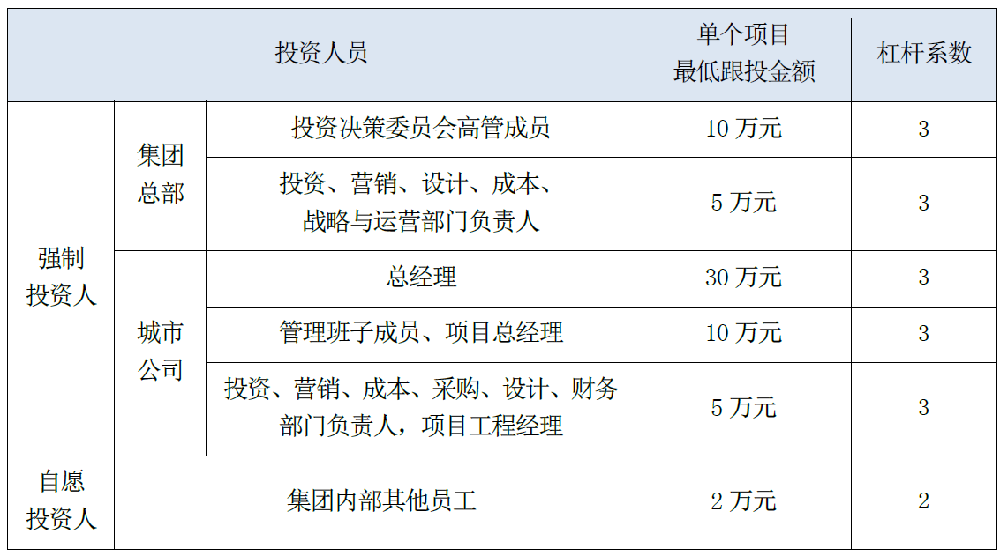 投资人员
单个项目
最低跟投金额
杠杆系数
强制
投资人
集团
总部
投资决策委员会高管成员
10 万元
3
投资、营销、设计、成本、
战略与运营部门负责人
5 万元
3
城市
公司
总经理
30 万元
3
管理班子成员、项目总经理
10 万元
3
投资、营销、成本、采购、设计、财务
部门负责人，项目工程经理
5 万元
3
自愿
投资人
集团内部其他员工
2 万元
2